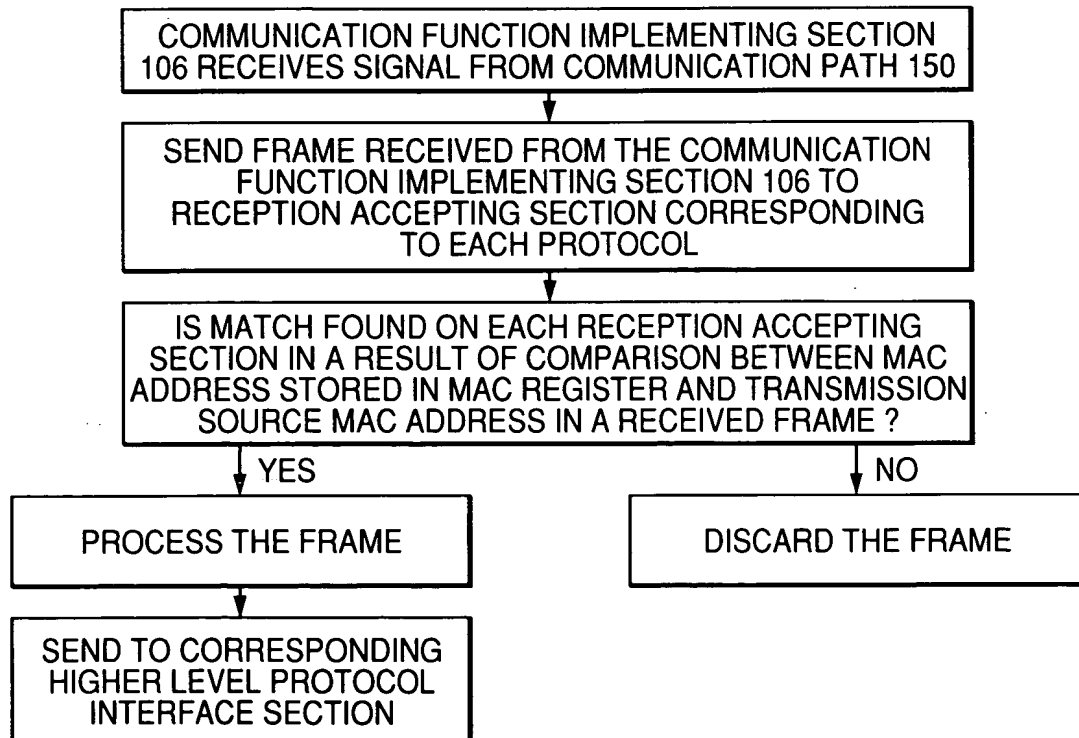 COMMUNICATION FUNCTION IMPLEMENTING SECTION
106 RECEIVES SIGNAL FROM COMMUNICATION PATH 150
SEND FRAME RECEIVED FROM THE COMMUNICATION
FUNCTION IMPLEMENTING SECTION 106 TO
RECEPTION ACCEPTING SECTION CORRESPONDING
TO EACH PROTOCOL
IS MATCH FOUND ON EACH RECEPTION ACCEPTING
SECTION IN A RESULT OF COMPARISON BETWEEN MAC
ADDRESS STORED IN MAC REGISTER AND TRANSMISSION
SOURCE MAC ADDRESS IN A RECEIVED FRAME ?
YES
NO
PROCESS THE FRAME
DISCARD THE FRAME
SEND TO CORRESPONDING
HIGHER LEVEL PROTOCOL
INTERFACE SECTION